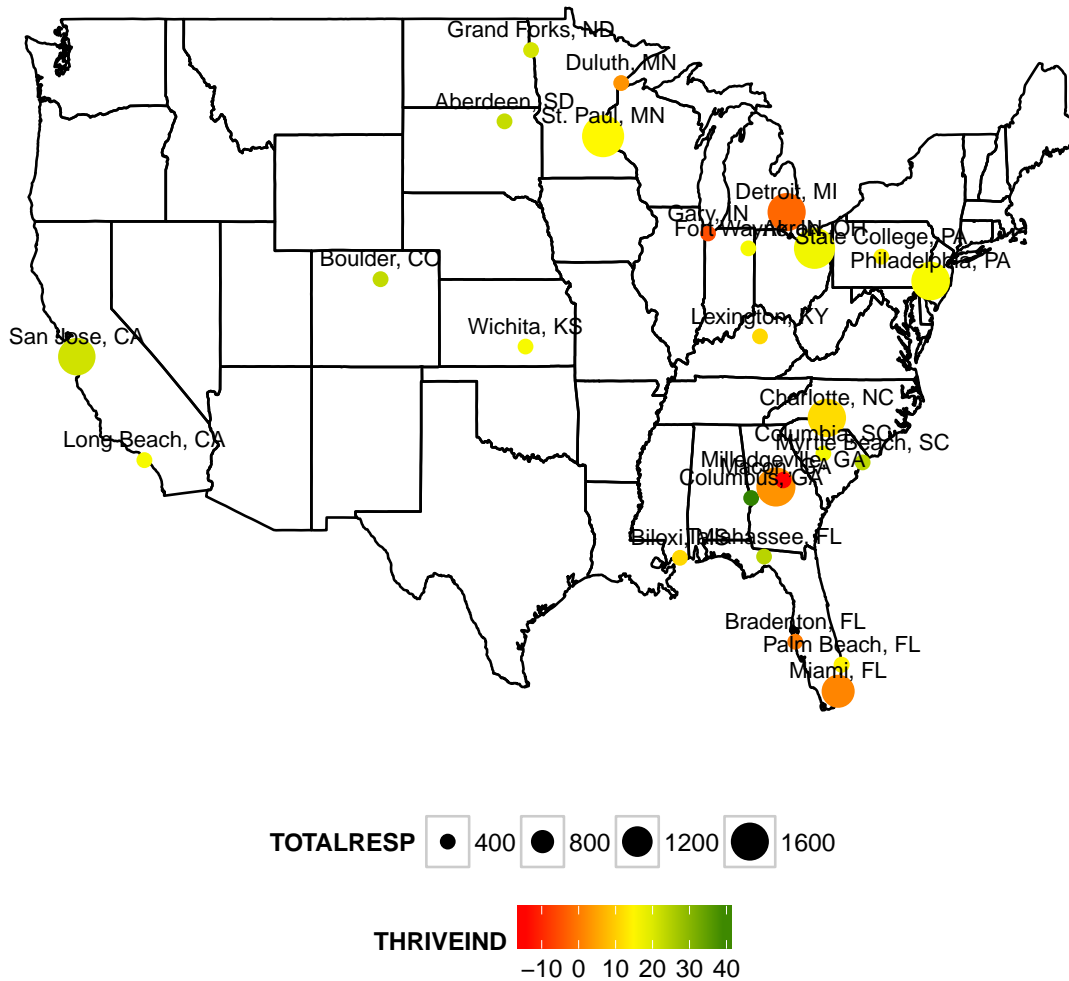 Grand Forks, ND
Duluth, MN
Aberdeen, SD
St. Paul, MN
Detroit, MI
Gary, IN
Fort Wayne, IN
Akron, OH
State College, PA
Philadelphia, PA
Boulder, CO
Wichita, KS
Lexington, KY
San Jose, CA
Charlotte, NC
Columbia, SC
Myrtle Beach, SC
Long Beach, CA
Milledgeville, GA
Macon, GA
Columbus, GA
Biloxi, MS
Tallahassee, FL
Bradenton, FL
Palm Beach, FL
Miami, FL
TOTALRESP 400 800 1200 1600
THRIVEIND
−10 0 10 20 30 40